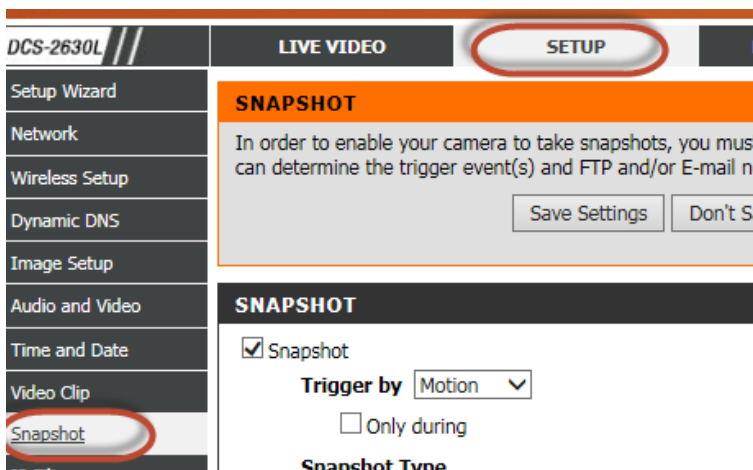 DCS-2630L
LIVE VIDEO
SETUP
Setup Wizard
Network
Wireless Setup
Dynamic DNS
Image Setup
Audio and Video
Time and Date
Video Clip
Snapshot
SNAPSHOT
In order to enable your camera to take snapshots, you mus
can determine the trigger event(s) and FTP and/or E-mail n
Save Settings
Don't S
SNAPSHOT
Snapshot
Trigger by Motion
Only during
Snapshot Type